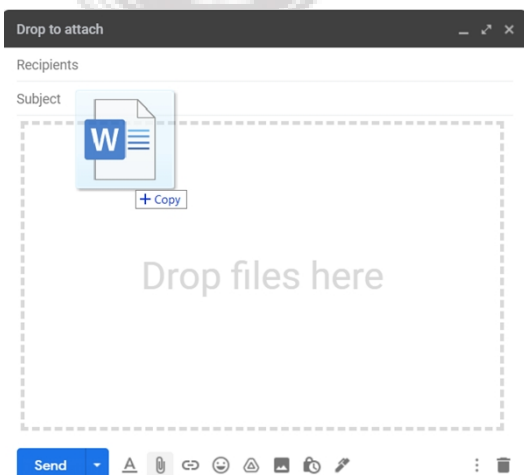 Drop to attach
Recipients
Subject
W
+ Copy
Drop files here
Send
A